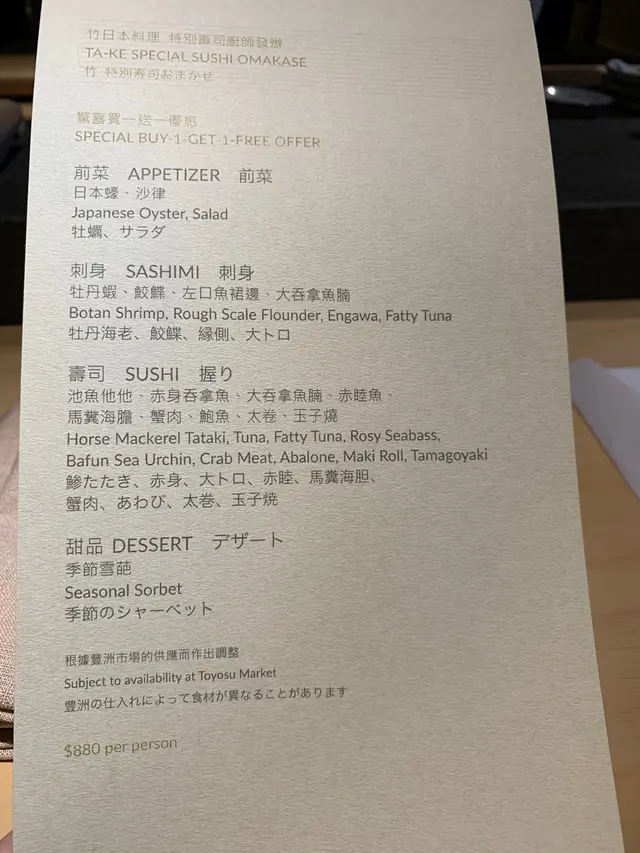 竹日本料理 特別壽司廚師發辦
TA-KE SPECIAL SUSHI OMAKASE
竹 特別寿司おまかせ
驚喜買一送一優惠
SPECIAL BUY-1-GET-1-FREE OFFER
前菜 APPETIZER 前菜
日本蠔、沙律
Japanese Oyster, Salad
牡蠣、サラダ
刺身 SASHIMI 刺身
牡丹蝦、鮫鰈、左口魚裙邊、大吞拿魚腩
Botan Shrimp, Rough Scale Flounder, Engawa, Fatty Tuna
牡丹海老、鮫鰈、縁側、大トロ
壽司 SUSHI 握り
池魚他他、赤身吞拿魚、大吞拿魚腩、赤睦魚、
馬糞海膽、蟹肉、鮑魚、太卷、玉子燒
Horse Mackerel Tataki, Tuna, Fatty Tuna, Rosy Seabass,
Bafun Sea Urchin, Crab Meat, Abalone, Maki Roll, Tamagoyaki
鯵たたき、赤身、大トロ、赤睦、馬糞海胆、
蟹肉、あわび、太巻、玉子焼
甜品 DESSERT デザート
季節雪葩
Seasonal Sorbet
季節のシャーベット
根據豐洲市場的供應而作出調整
Subject to availability at Toyosu Market
豊洲の仕入れによって食材が異なることがあります
$880 per person